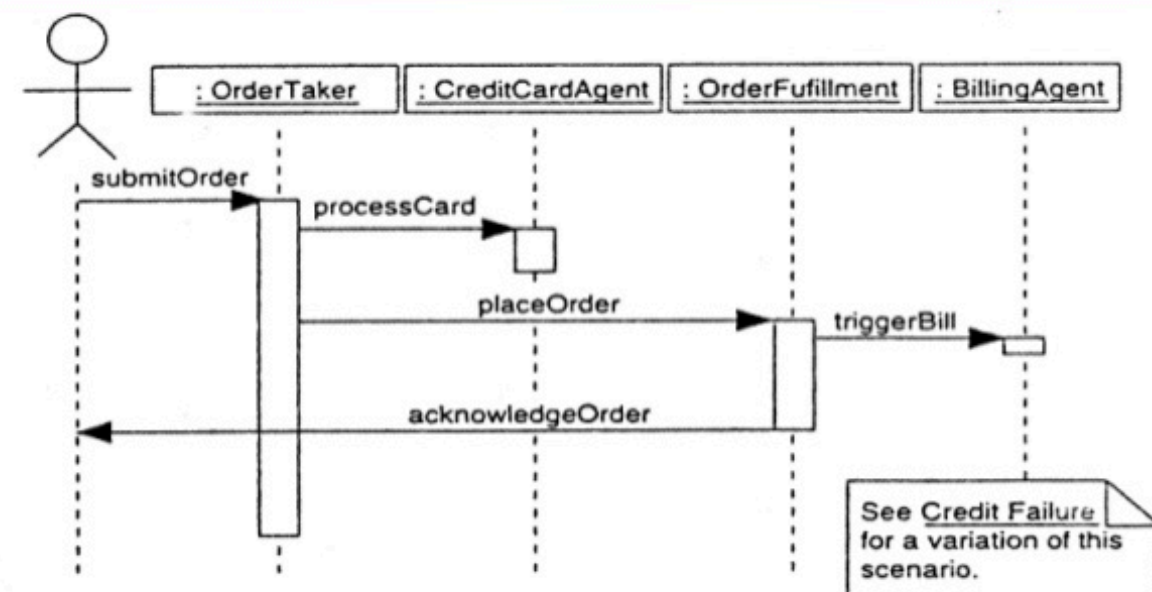 : OrderTaker
: CreditCardAgent
: OrderFufillment
: BillingAgent
submitOrder
processCard
placeOrder
triggerBill
acknowledgeOrder
See Credit Failure
for a variation of this
scenario.